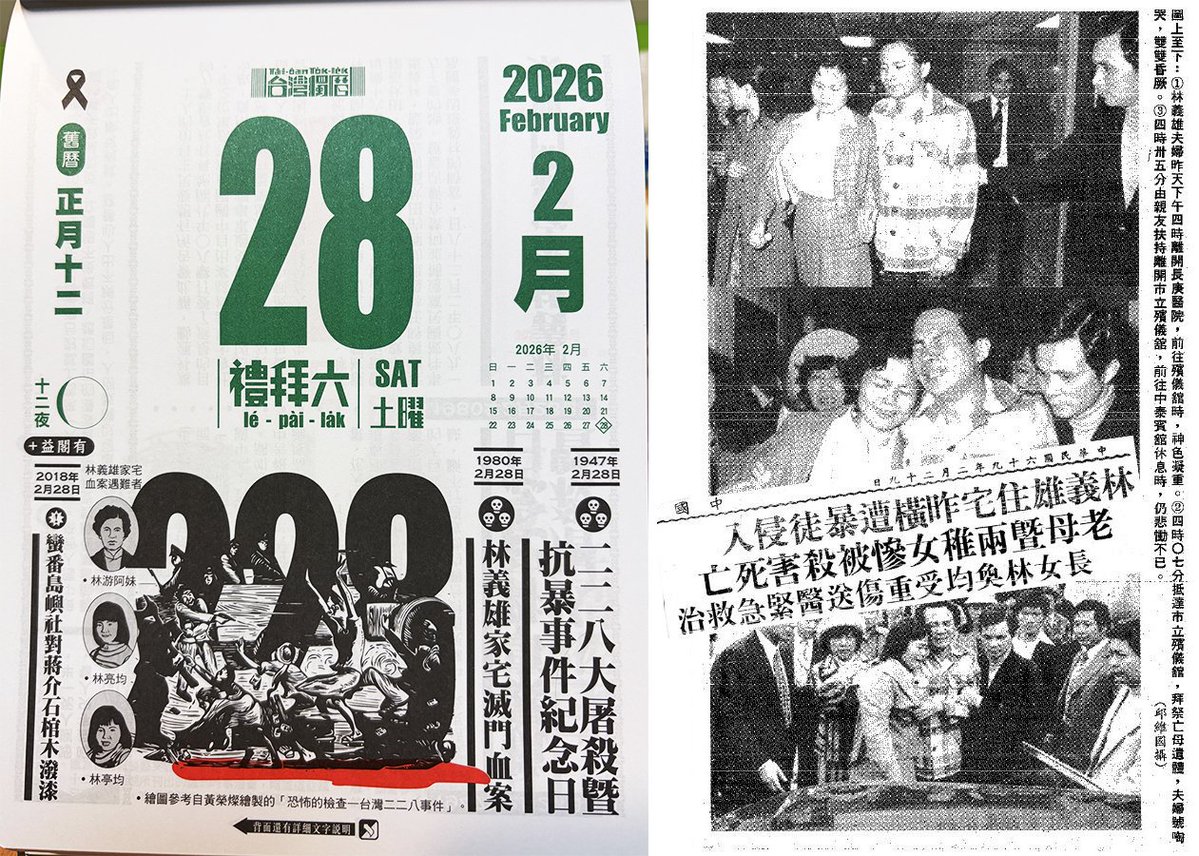 Tâi-oân To̍k-le̍k
台灣獨曆
2026
February
28
2月
舊曆
正月十二
十二夜
禮拜六
lé - pài - la̍k
SAT
土曜
2026年 2月
日 一 二 三 四 五 六
1 2 3 4 5 6 7
8 9 10 11 12 13 14
15 16 17 18 19 20 21
22 23 24 25 26 27 28
+益閣有
1947年
2月28日
二二八大屠殺暨
抗暴事件紀念日
1980年
2月28日
林義雄家宅滅門血案
228
林義雄家宅
血案遇難者
• 林游阿妹
• 林亮均
• 林亭均
2018年
2月28日
蠻番島嶼社對蔣介石棺木潑漆
• 繪圖參考自黃榮燦繪製的「恐怖的檢查—台灣二二八事件」。
背面還有詳細文字說明
圖上至下：①林義雄夫婦昨天下午四時離開長庚醫院，前往殯儀館時，神色凝重。②四時〇七分抵達市立殯儀館，拜祭亡母遺體，夫婦號啕
哭，雙雙昏厥。③四時卅五分由親友扶持離開市立殯儀館，前往中泰賓館休息時，仍悲慟不已。
（邱維國攝）
日九十二月二年九十六國民華中
國中
入侵徒暴遭橫昨宅住雄義林
亡死害殺被慘女稚兩暨母老
治救急緊醫送傷重受均奐林女長